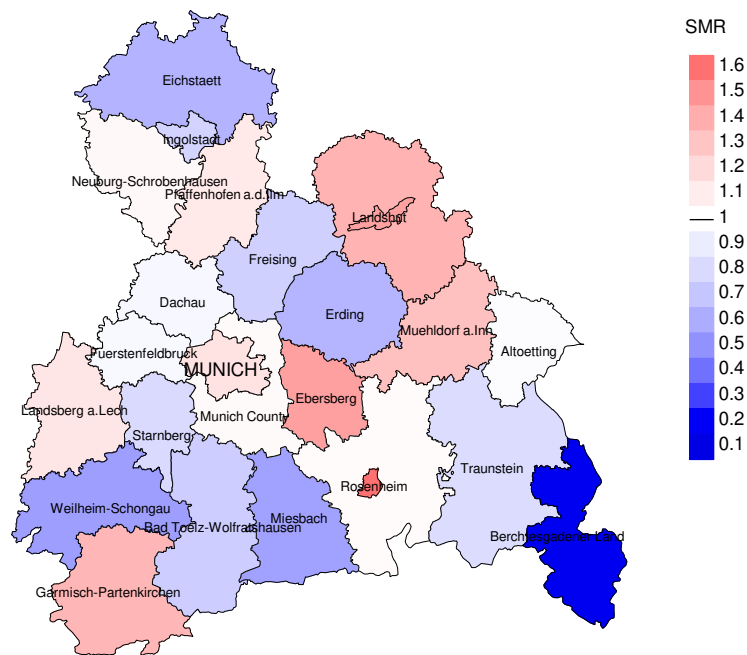 SMR
1.6
1.5
1.4
1.3
1.2
1.1
1
0.9
0.8
0.7
0.6
0.5
0.4
0.3
0.2
0.1
Eichstaett
Ingolstadt
Neuburg-Schrobenhausen
Pfaffenhofen a.d.Ilm
Landshut
Freising
Dachau
Erding
Muehldorf a.Inn
Altoetting
Fuerstenfeldbruck
MUNICH
Ebersberg
Landsberg a.Lech
Munich County
Starnberg
Traunstein
Rosenheim
Weilheim-Schongau
Miesbach
Bad Toelz-Wolfratshausen
Berchtesgadener Land
Garmisch-Partenkirchen